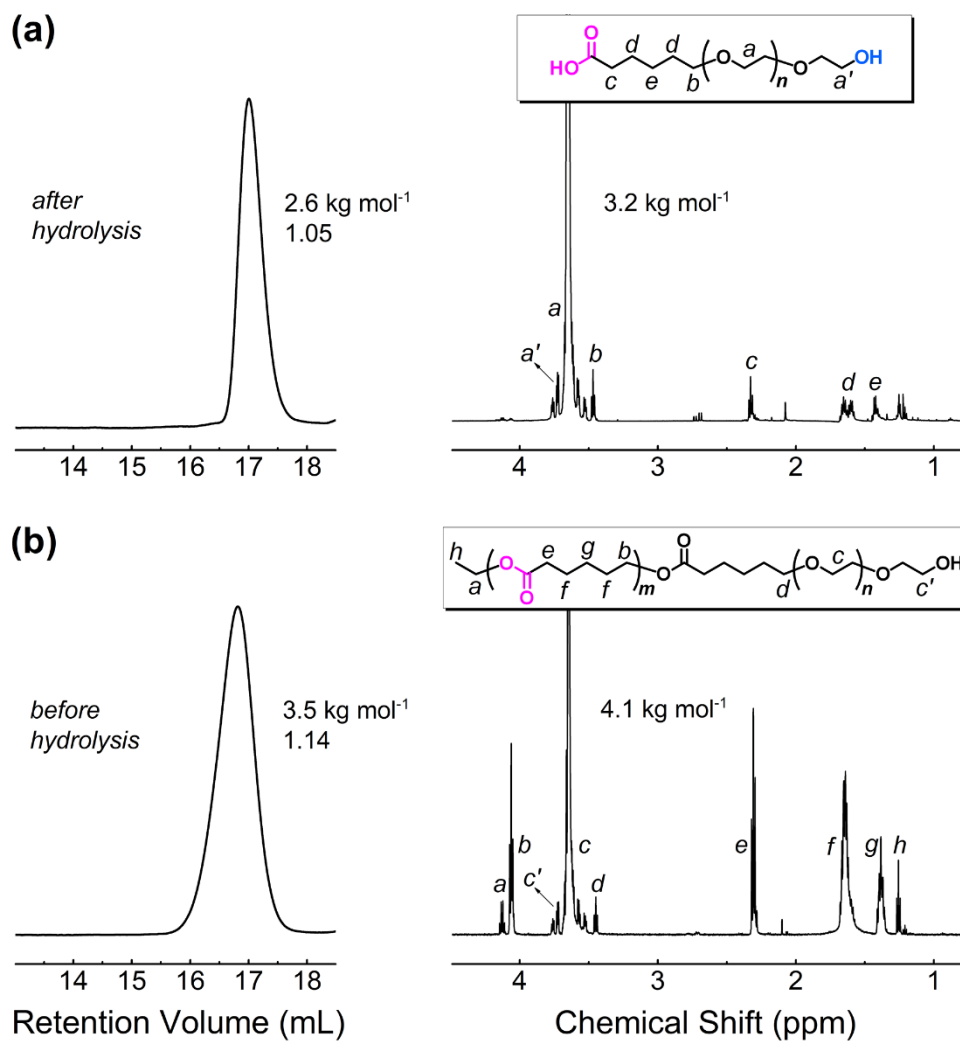 (a)
O
HO
d
d
c
e
b
O
a
n
O
OH
a'
after
hydrolysis
2.6 kg mol⁻¹
1.05
3.2 kg mol⁻¹
a
a'
b
c
d
e
14 15 16 17 18
4 3 2 1
(b)
h
a
O
O
e
g
b
f
f
m
O
O
d
O
c
n
O
OH
c'
before
hydrolysis
3.5 kg mol⁻¹
1.14
4.1 kg mol⁻¹
a
b
c'
c
d
e
f
g
h
14 15 16 17 18
4 3 2 1
Retention Volume (mL)
Chemical Shift (ppm)